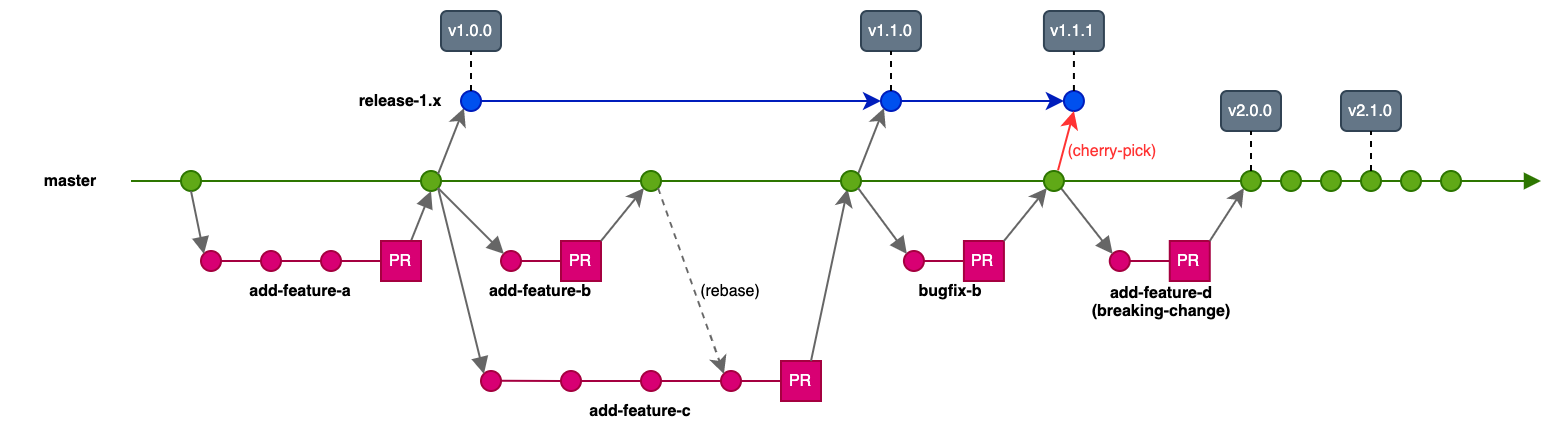 v1.0.0
v1.1.0
v1.1.1
release-1.x
v2.0.0
v2.1.0
(cherry-pick)
master
PR
PR
PR
PR
add-feature-a
add-feature-b
(rebase)
bugfix-b
add-feature-d
(breaking-change)
PR
add-feature-c